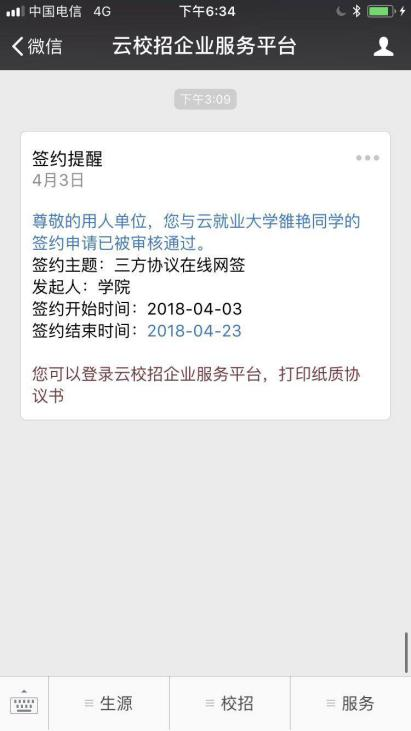 中国电信 4G 下午6:34
微信 云校招企业服务平台
下午3:09
签约提醒
4月3日
尊敬的用人单位，您与云就业大学雒艳同学的
签约申请已被审核通过。
签约主题：三方协议在线网签
发起人：学院
签约开始时间：2018-04-03
签约结束时间：2018-04-23
您可以登录云校招企业服务平台，打印纸质协
议书
生源 校招 服务